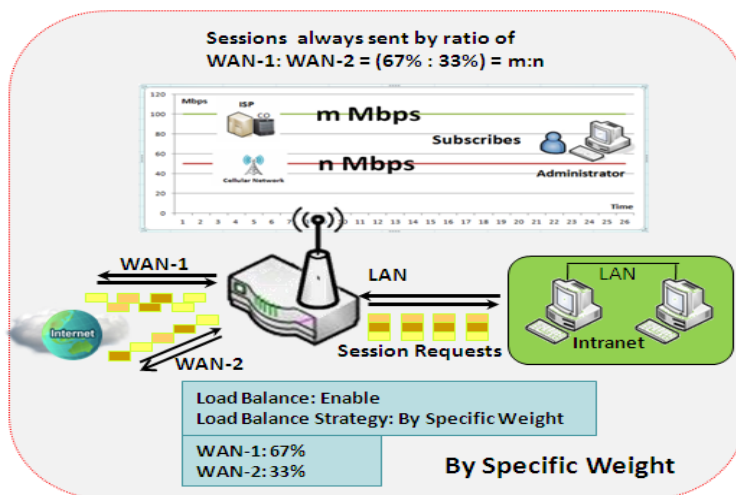 Sessions always sent by ratio of
WAN-1: WAN-2 = (67% : 33%) = m:n
120
Mbps
ISP
CO
100
m Mbps
80
Subscribes
60
n Mbps
40
Cellular Network
Administrator
20
Time
0
1 2 3 4 5 6 7 8 9 10 11 12 13 14 15 16 17 18 19 20 21 22 23 24 25 26
WAN-1
LAN
LAN
Internet
Intranet
Session Requests
WAN-2
Load Balance: Enable
Load Balance Strategy: By Specific Weight
WAN-1: 67%
WAN-2: 33%
By Specific Weight